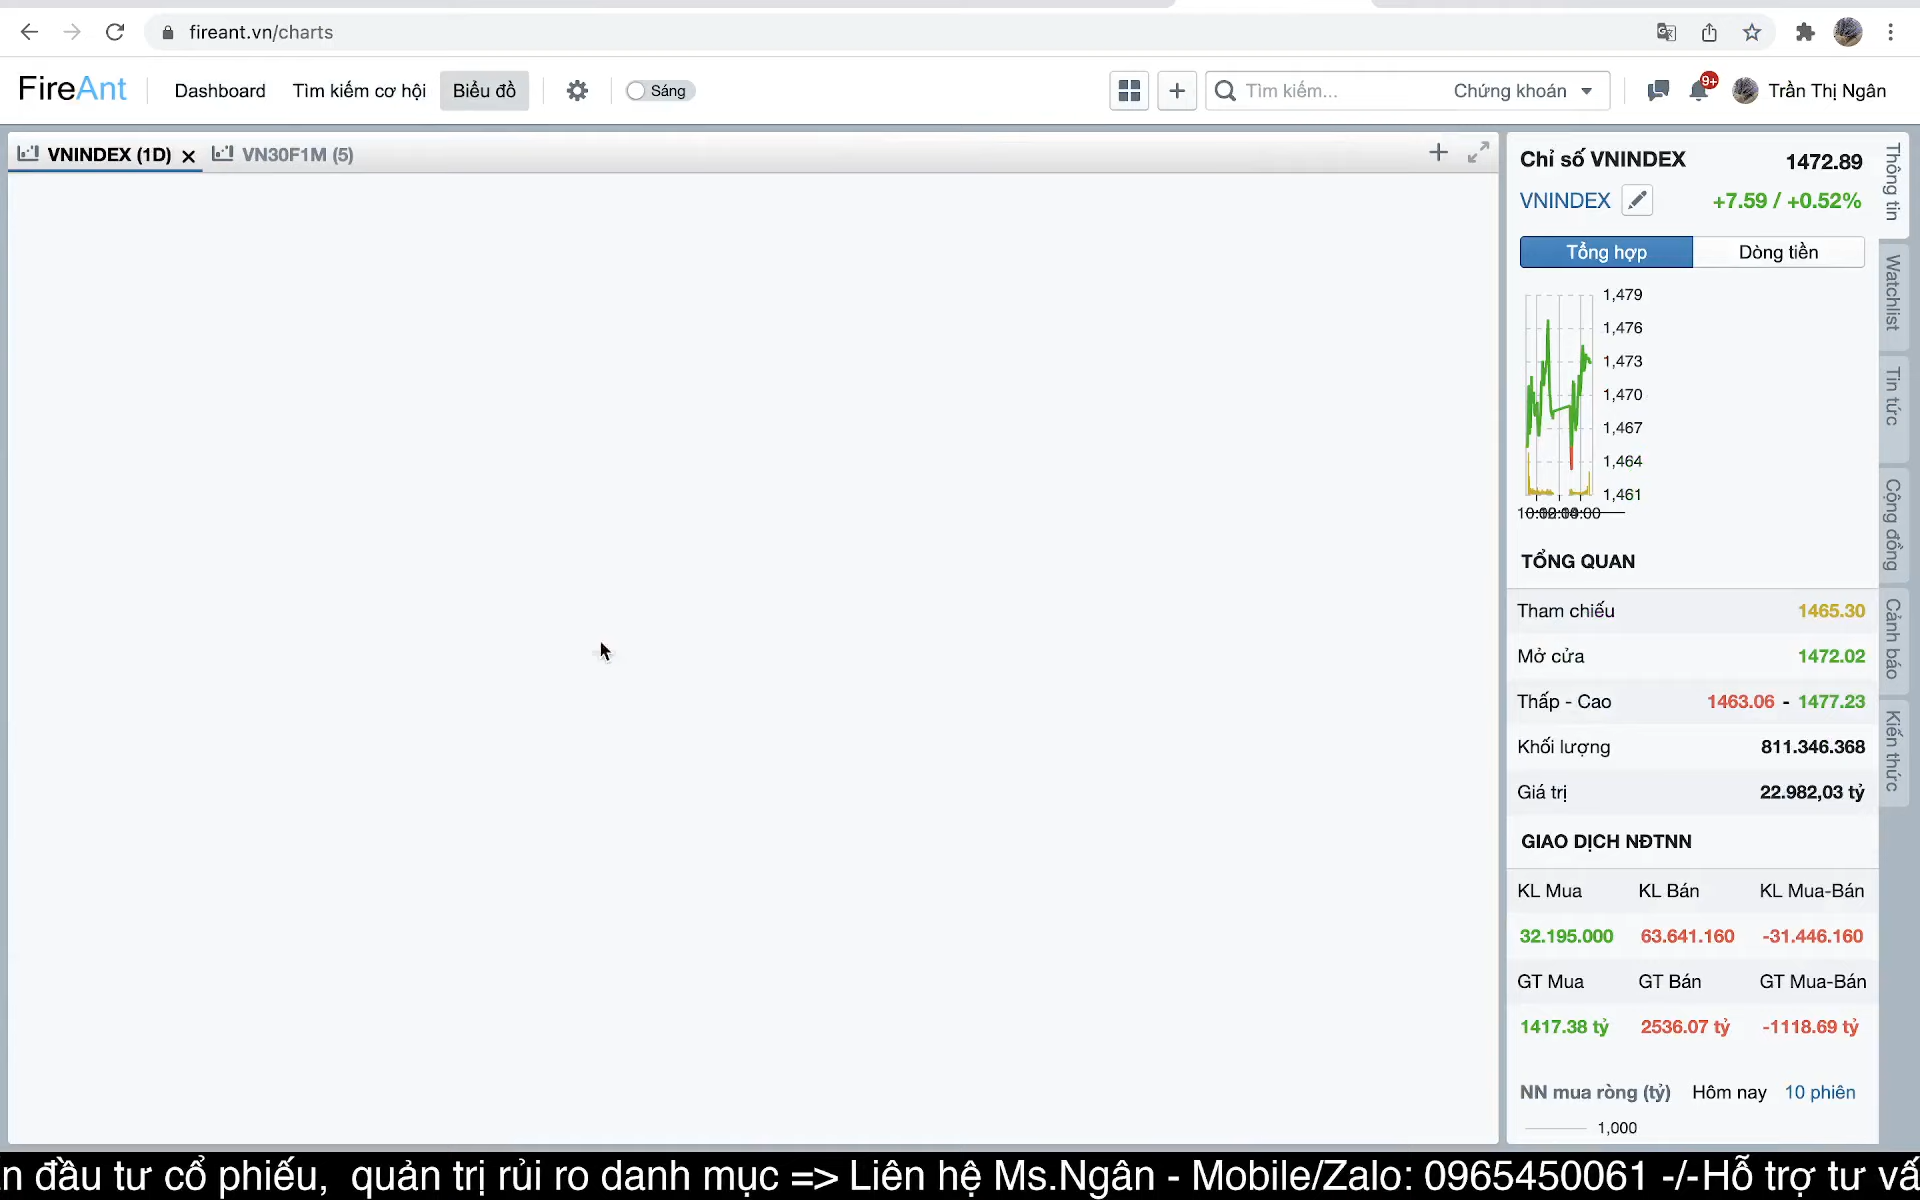 fireant.vn/charts
FireAnt Dashboard Tìm kiếm cơ hội Biểu đồ Sáng Tìm kiếm... Chứng khoán 9+ Trần Thị Ngân
VNINDEX (1D) VN30F1M (5)
Chỉ số VNINDEX 1472.89
VNINDEX +7.59 / +0.52%
Tổng hợp Dòng tiền
1,479
1,476
1,473
1,470
1,467
1,464
1,461
TỔNG QUAN
Tham chiếu 1465.30
Mở cửa 1472.02
Thấp - Cao 1463.06 - 1477.23
Khối lượng 811.346.368
Giá trị 22.982,03 tỷ
GIAO DỊCH NĐTNN
KL Mua KL Bán KL Mua-Bán
32.195.000 63.641.160 -31.446.160
GT Mua GT Bán GT Mua-Bán
1417.38 tỷ 2536.07 tỷ -1118.69 tỷ
NN mua ròng (tỷ) Hôm nay 10 phiên
1,000
Thông tin
Watchlist
Tin tức
Cộng đồng
Cảnh báo
Kiến thức
đầu tư cổ phiếu, quản trị rủi ro danh mục => Liên hệ Ms.Ngân - Mobile/Zalo: 0965450061 -/-Hỗ trợ tư